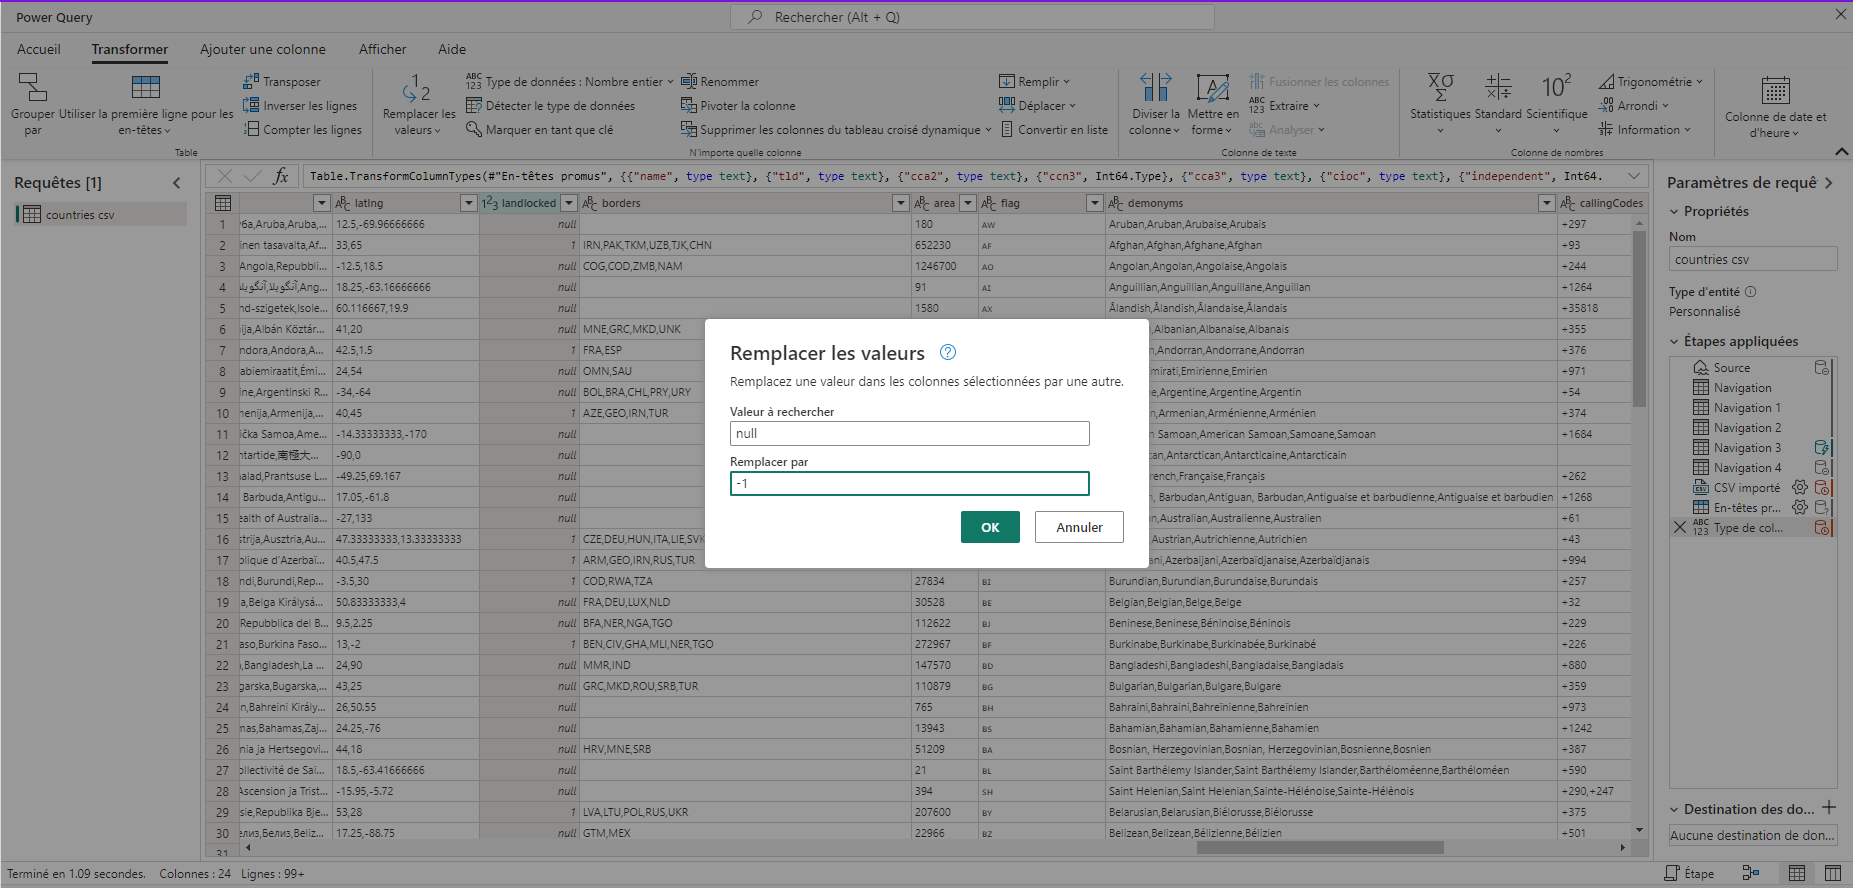 Power Query
Rechercher (Alt + Q)
Accueil
Transformer
Ajouter une colonne
Afficher
Aide
Grouper par
Utiliser la première ligne pour les en-têtes
Transposer
Inverser les lignes
Compter les lignes
Table
Remplacer les valeurs
Type de données : Nombre entier
Détecter le type de données
Marquer en tant que clé
Renommer
Pivoter la colonne
Supprimer les colonnes du tableau croisé dynamique
Remplir
Déplacer
Convertir en liste
N'importe quelle colonne
Diviser la colonne
Mettre en forme
Fusionner les colonnes
Extraire
Analyser
Colonne de texte
Statistiques
Standard
Scientifique
Trigonométrie
Arrondi
Information
Colonne de nombres
Colonne de date et d'heure
Requêtes [1]
countries csv
Table.TransformColumnTypes(#"En-têtes promus", {{"name", type text}, {"tld", type text}, {"cca2", type text}, {"ccn3", Int64.Type}, {"cca3", type text}, {"cioc", type text}, {"independent", Int64.
latlng landlocked borders area flag demonyms callingCodes
1 уба,Aruba,Aruba,... 12.5,-69.96666666 null 180 AW Aruban,Aruban,Arubaise,Arubais +297
2 inen tasavalta,Af... 33,65 1 IRN,PAK,TKM,UZB,TJK,CHN 652230 AF Afghan,Afghan,Afghane,Afghan +93
3 Angola,Republi... -12.5,18.5 null COG,COD,ZMB,NAM 1246700 AO Angolan,Angolan,Angolaise,Angolais +244
4 18.25,-63.16666666 null 91 AI Anguillian,Anguillian,Anguillane,Anguillan +1264
5 nd-szigetek,Isole... 60.116667,19.9 null 1580 AX Ålandish,Ålandish,Ålandaise,Ålandais +35818
6 ija,Albán Köztár... 41,20 null MNE,GRC,MKD,UNK Albanian,Albanaise,Albanais +355
7 ndora,Andorra,A... 42.5,1.5 1 FRA,ESP n,Andorran,Andorrane,Andorran +376
8 abiemiraatit,Émi... 24,54 null OMN,SAU mirati,Emirienne,Emirien +971
9 ine,Argentinski R... -34,-64 null BOL,BRA,CHL,PRY,URY e,Argentine,Argentine,Argentin +54
10 nenija,Armenija,... 40,45 1 AZE,GEO,IRN,TUR ,Armenian,Arménienne,Arménien +374
11 ička Samoa,Ame... -14.33333333,-170 null n Samoan,American Samoan,Samoane,Samoan +1684
12 ntartide,南極大... -90,0 null an,Antarctican,Antarcticaine,Antarcticain
13 nalad,Prantsuse L... -49.25,69.167 null rench,Française,Français +262
14 Barbuda,Antigu... 17.05,-61.8 null n, Barbudan,Antiguan, Barbudan,Antiguaise et barbudienne,Antiguaise et barbudien +1268
15 ealth of Australia... -27,133 null an,Australian,Australienne,Australien +61
16 strija,Ausztria,Au... 47.33333333,13.33333333 1 CZE,DEU,HUN,ITA,LIE,SVK Austrian,Autrichienne,Autrichien +43
17 blique d'Azerbaï... 40.5,47.5 1 ARM,GEO,IRN,RUS,TUR ani,Azerbaijani,Azerbaïdjanaise,Azerbaïdjanais +994
18 ndi,Burundi,Rep... -3.5,30 1 COD,RWA,TZA 27834 BI Burundian,Burundian,Burundaise,Burundais +257
19 a,Belga Királysá... 50.83333333,4 null FRA,DEU,LUX,NLD 30528 BE Belgian,Belgian,Belge,Belge +32
20 Repubblica del B... 9.5,2.25 null BFA,NER,NGA,TGO 112622 BJ Beninese,Beninese,Béninoise,Béninois +229
21 aso,Burkina Faso... 13,-2 1 BEN,CIV,GHA,MLI,NER,TGO 272967 BF Burkinabe,Burkinabe,Burkinabée,Burkinabé +226
22 ,Bangladesh,La ... 24,90 null MMR,IND 147570 BD Bangladeshi,Bangladeshi,Bangladaise,Bangladais +880
23 garska,Bugarska,... 43,25 null GRC,MKD,ROU,SRB,TUR 110879 BG Bulgarian,Bulgarian,Bulgare,Bulgare +359
24 n,Bahreini Király... 26,50.55 null 765 BH Bahraini,Bahraini,Bahreïnienne,Bahreïnien +973
25 mas,Bahamas,Zaj... 24.25,-76 null 13943 BS Bahamian,Bahamian,Bahamienne,Bahamien +1242
26 nia ja Hertsegovi... 44,18 null HRV,MNE,SRB 51209 BA Bosnian, Herzegovinian,Bosnian, Herzegovinian,Bosnienne,Bosnien +387
27 ollectivité de Sai... 18.5,-63.41666666 null 21 BL Saint Barthélemy Islander,Saint Barthélemy Islander,Barthéloméenne,Barthéloméen +590
28 Ascension ja Trist... -15.95,-5.72 null 394 SH Saint Helenian,Saint Helenian,Sainte-Hélénoise,Sainte-Hélènois +290,+247
29 sie,Republika Bje... 53,28 1 LVA,LTU,POL,RUS,UKR 207600 BY Belarusian,Belarusian,Biélorusse,Biélorusse +375
30 елиз,Белиз,Beliz... 17.25,-88.75 null GTM,MEX 22966 BZ Belizean,Belizean,Bélizienne,Bélizien +501
31
Remplacer les valeurs
Remplacez une valeur dans les colonnes sélectionnées par une autre.
Valeur à rechercher
null
Remplacer par
-1
OK
Annuler
Paramètres de requê
Propriétés
Nom
countries csv
Type d'entité
Personnalisé
Étapes appliquées
Source
Navigation
Navigation 1
Navigation 2
Navigation 3
Navigation 4
CSV importé
En-têtes pr...
Type de col...
Destination des do...
Aucune destination de don...
Terminé en 1.09 secondes. Colonnes : 24 Lignes : 99+
Étape